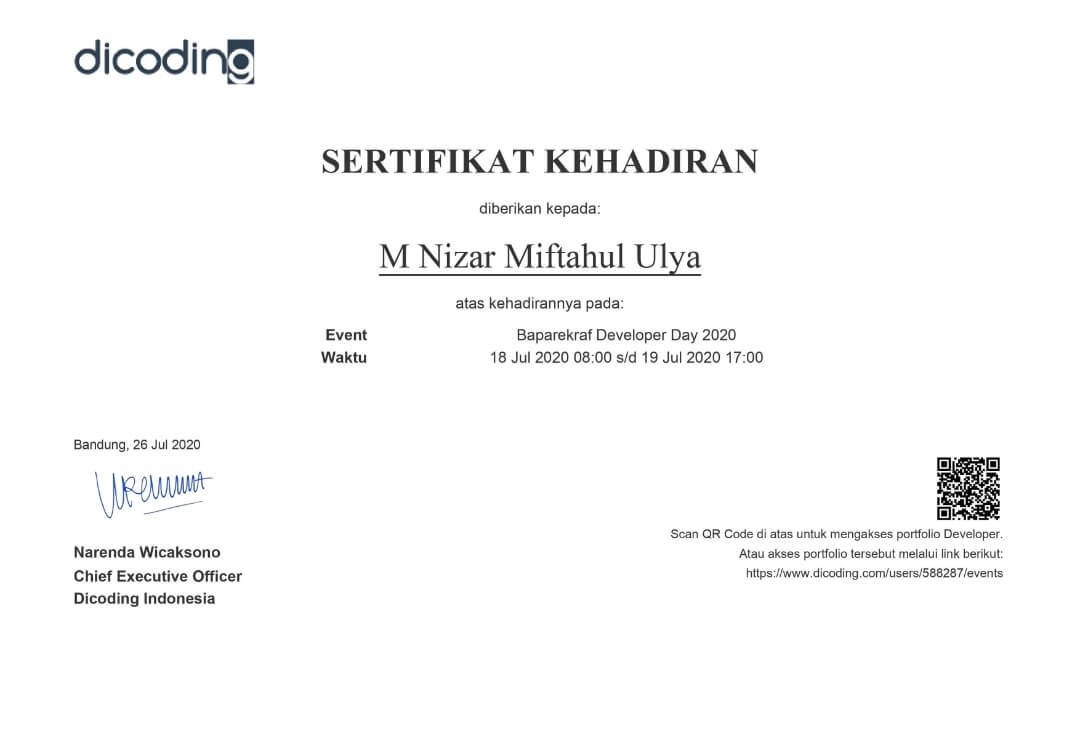 dicoding
SERTIFIKAT KEHADIRAN
diberikan kepada:
M Nizar Miftahul Ulya
atas kehadirannya pada:
Event Baparekraf Developer Day 2020
Waktu 18 Jul 2020 08:00 s/d 19 Jul 2020 17:00
Bandung, 26 Jul 2020
Narenda Wicaksono
Chief Executive Officer
Dicoding Indonesia
Scan QR Code di atas untuk mengakses portfolio Developer.
Atau akses portfolio tersebut melalui link berikut:
https://www.dicoding.com/users/588287/events